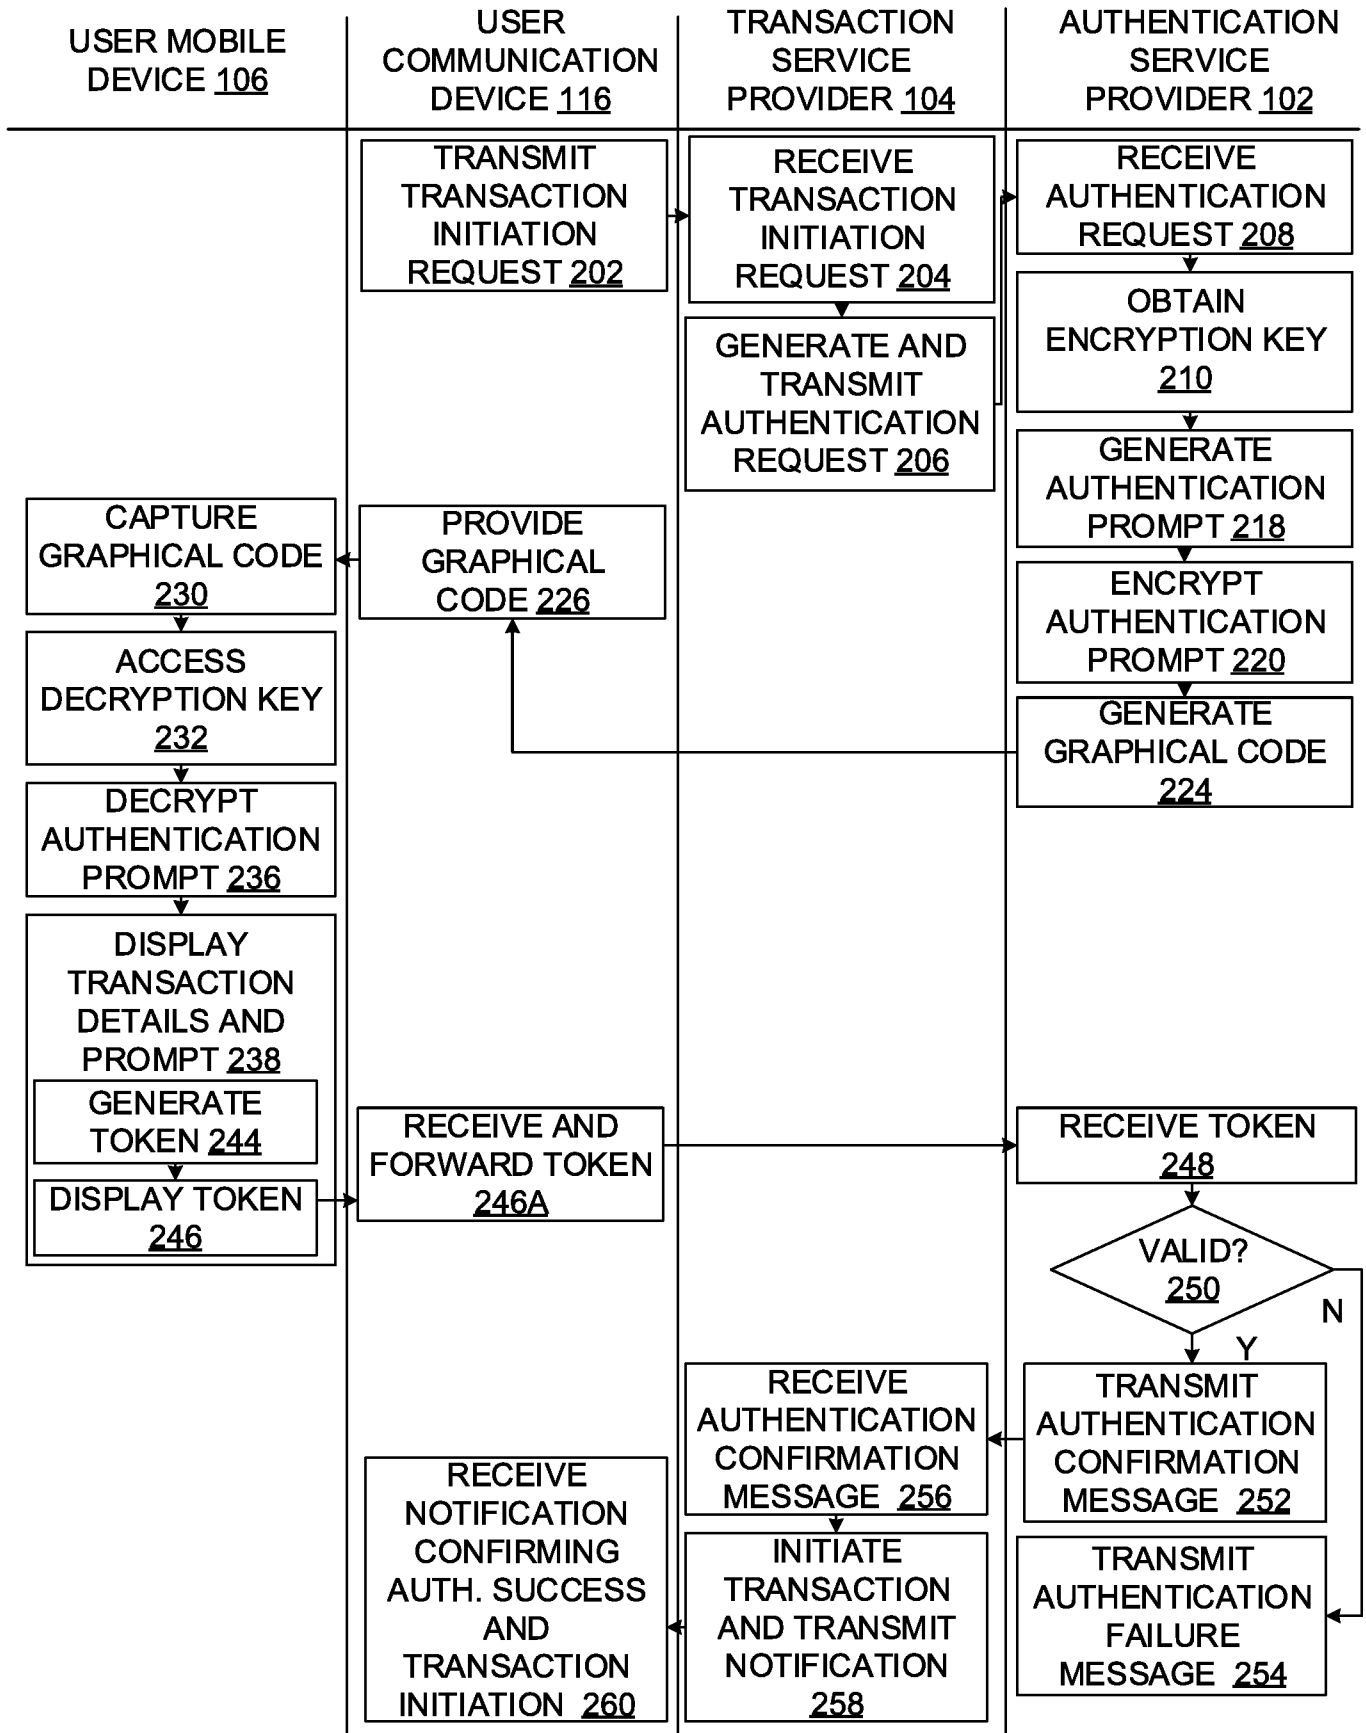 USER MOBILE
DEVICE 106
USER
COMMUNICATION
DEVICE 116
TRANSACTION
SERVICE
PROVIDER 104
AUTHENTICATION
SERVICE
PROVIDER 102
TRANSMIT
TRANSACTION
INITIATION
REQUEST 202
RECEIVE
TRANSACTION
INITIATION
REQUEST 204
RECEIVE
AUTHENTICATION
REQUEST 208
GENERATE AND
TRANSMIT
AUTHENTICATION
REQUEST 206
OBTAIN
ENCRYPTION KEY
210
GENERATE
AUTHENTICATION
PROMPT 218
ENCRYPT
AUTHENTICATION
PROMPT 220
GENERATE
GRAPHICAL CODE
224
PROVIDE
GRAPHICAL
CODE 226
CAPTURE
GRAPHICAL CODE
230
ACCESS
DECRYPTION KEY
232
DECRYPT
AUTHENTICATION
PROMPT 236
DISPLAY
TRANSACTION
DETAILS AND
PROMPT 238
GENERATE
TOKEN 244
DISPLAY TOKEN
246
RECEIVE AND
FORWARD TOKEN
246A
RECEIVE TOKEN
248
VALID?
250
N
Y
TRANSMIT
AUTHENTICATION
CONFIRMATION
MESSAGE 252
TRANSMIT
AUTHENTICATION
FAILURE
MESSAGE 254
RECEIVE
AUTHENTICATION
CONFIRMATION
MESSAGE 256
INITIATE
TRANSACTION
AND TRANSMIT
NOTIFICATION
258
RECEIVE
NOTIFICATION
CONFIRMING
AUTH. SUCCESS
AND
TRANSACTION
INITIATION 260